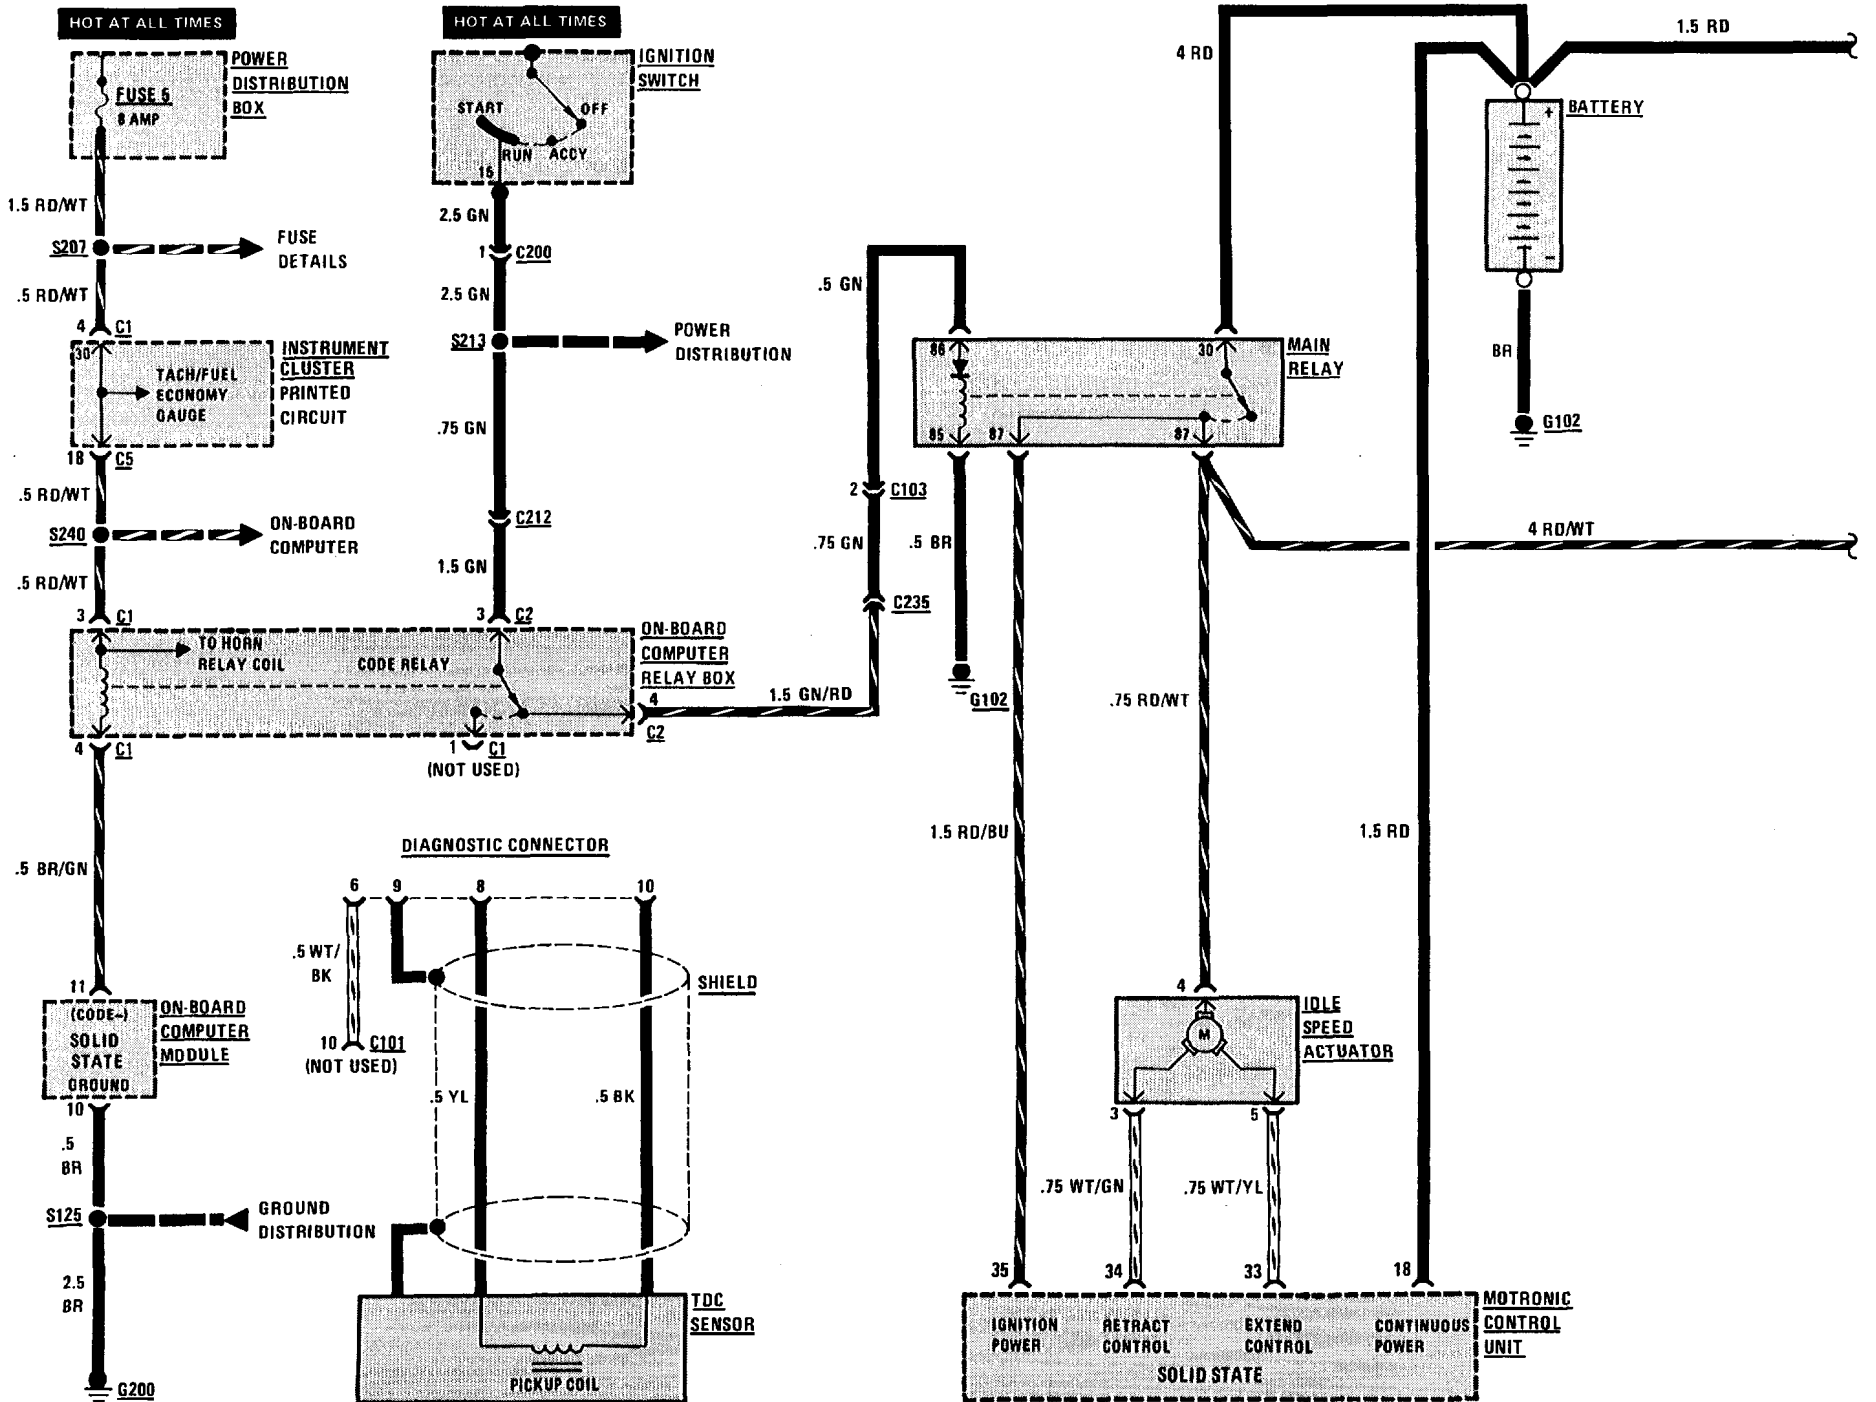 HOT AT ALL TIMES
POWER
DISTRIBUTION
BOX
FUSE 6
8 AMP
1.5 RD/WT
S207
FUSE
DETAILS
.5 RD/WT
4 C1
30
INSTRUMENT
CLUSTER
PRINTED
CIRCUIT
TACH/FUEL
ECONOMY
GAUGE
18 C5
.5 RD/WT
S240
ON-BOARD
COMPUTER
.5 RD/WT
3 C1
HOT AT ALL TIMES
IGNITION
SWITCH
START
OFF
RUN ACCY
15
2.5 GN
1 C200
2.5 GN
S213
POWER
DISTRIBUTION
.75 GN
C212
1.5 GN
3 C2
ON-BOARD
COMPUTER
RELAY BOX
TO HORN
RELAY COIL
CODE RELAY
4
C2
1.5 GN/RD
4 C1
1 C1
(NOT USED)
.5 BR/GN
11
(CODE-)
SOLID
STATE
GROUND
ON-BOARD
COMPUTER
MODULE
10
.5
BR
S125
GROUND
DISTRIBUTION
2.5
BR
G200
DIAGNOSTIC CONNECTOR
6 9 8 10
.5 WT/
BK
SHIELD
10 C101
(NOT USED)
.5 YL
.5 BK
TDC
SENSOR
PICKUP COIL
4 RD
1.5 RD
BATTERY
+
-
BR
G102
.5 GN
MAIN
RELAY
86
30
85 87 87
2 C103
.75 GN
.5 BR
C235
G102
4 RD/WT
.75 RD/WT
1.5 RD/BU
1.5 RD
4
IDLE
SPEED
ACTUATOR
M
3 5
.75 WT/GN
.75 WT/YL
35 34 33 18
MOTRONIC
CONTROL
UNIT
IGNITION
POWER
RETRACT
CONTROL
EXTEND
CONTROL
CONTINUOUS
POWER
SOLID STATE